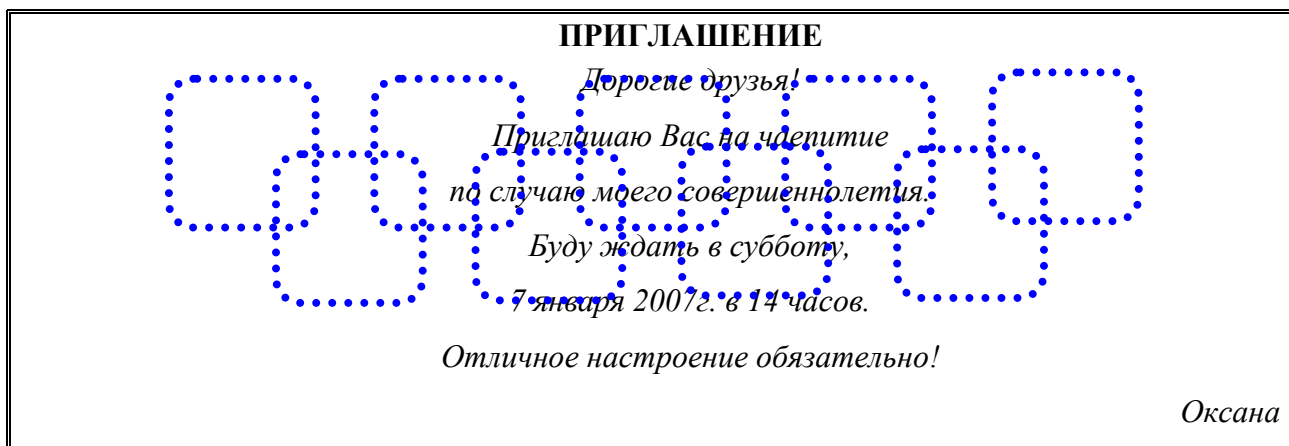 ПРИГЛАШЕНИЕ
Дорогие друзья!
Приглашаю Вас на чаепитие
по случаю моего совершеннолетия.
Буду ждать в субботу,
7 января 2007г. в 14 часов.
Отличное настроение обязательно!
Оксана